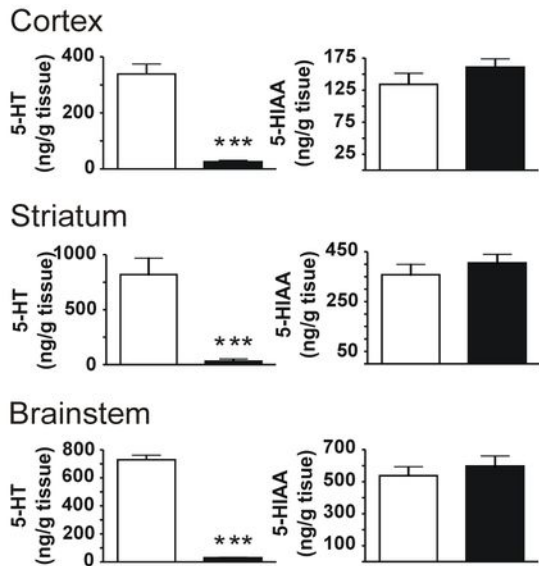 Cortex
5-HT
(ng/g tissue)
400
200
0
***
5-HIAA
(ng/g tissue)
175
125
75
25
Striatum
5-HT
(ng/g tissue)
1000
500
0
***
5-HIAA
(ng/g tisue)
450
250
50
Brainstem
5-HT
(ng/g tissue)
800
600
400
200
0
***
5-HIAA
(ng/g tissue)
700
500
300
100